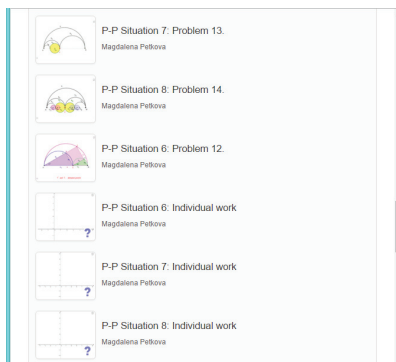 P-P Situation 7: Problem 13.
Magdalena Petkova
P-P Situation 8: Problem 14.
Magdalena Petkova
P-P Situation 6: Problem 12.
Magdalena Petkova
P-P Situation 6: Individual work
Magdalena Petkova
?
P-P Situation 7: Individual work
Magdalena Petkova
?
P-P Situation 8: Individual work
Magdalena Petkova
?